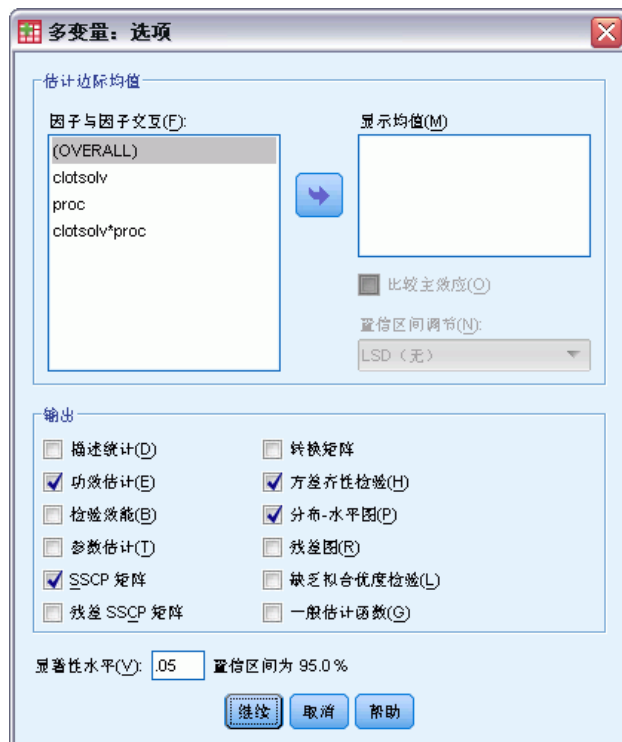 多变量：选项
估计边际均值
因子与因子交互(F):
显示均值(M)
(OVERALL)
clotsolv
proc
clotsolv*proc
比较主效应(O)
置信区间调节(N):
LSD（无）
输出
描述统计(D)
转换矩阵
功效估计(E)
方差齐性检验(H)
检验效能(B)
分布-水平图(P)
参数估计(T)
残差图(R)
SSCP 矩阵
缺乏拟合优度检验(L)
残差 SSCP 矩阵
一般估计函数(G)
显著性水平(V): .05 置信区间为 95.0%
继续 取消 帮助